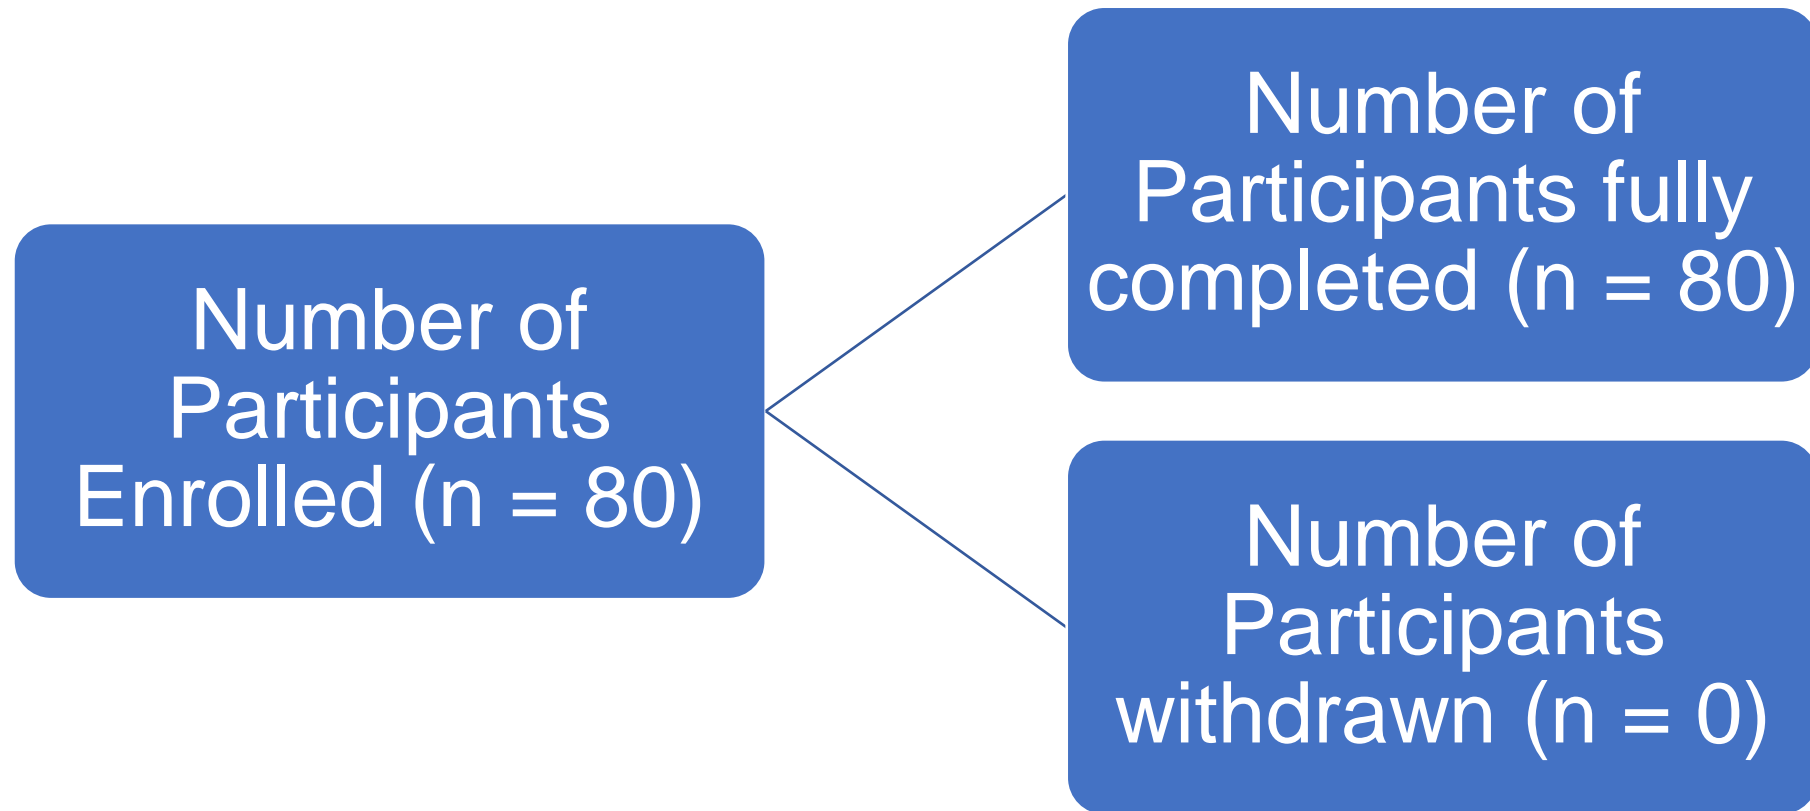 Number of
Participants
Enrolled (n = 80)
Number of
Participants fully
completed (n = 80)
Number of
Participants
withdrawn (n = 0)